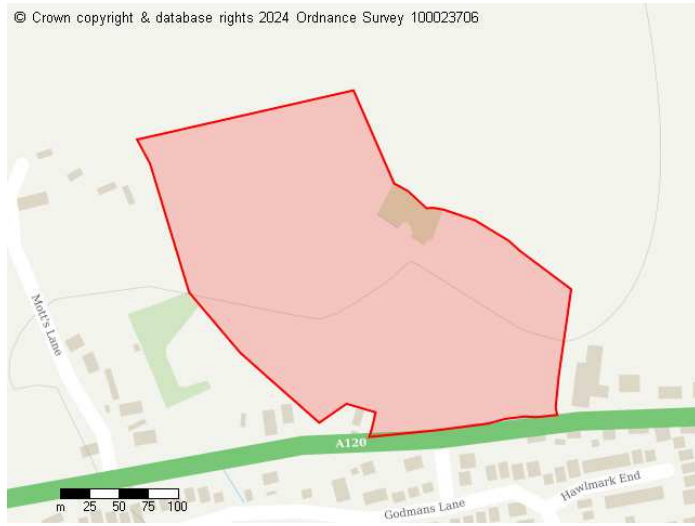 © Crown copyright & database rights 2024 Ordnance Survey 100023706
Mott's Lane
A120
Hawlmark End
Godmans Lane
m 25 50 75 100